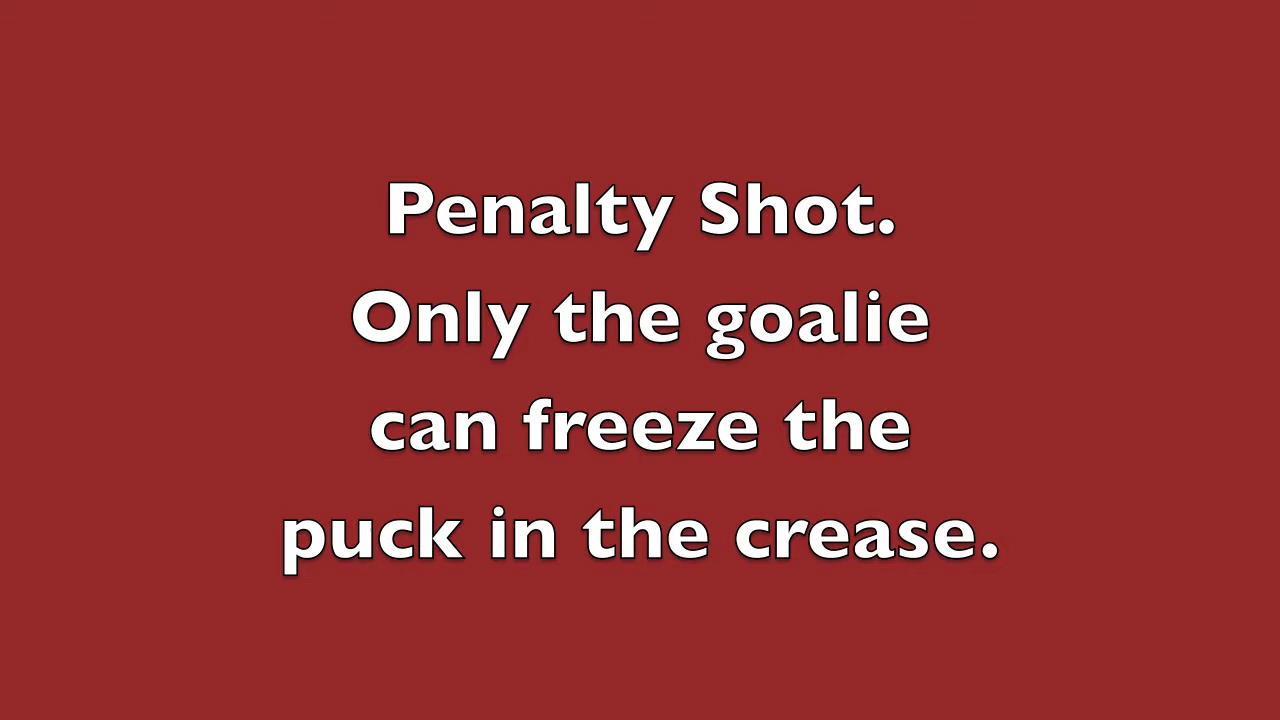 Penalty Shot.
Only the goalie
can freeze the
puck in the crease.